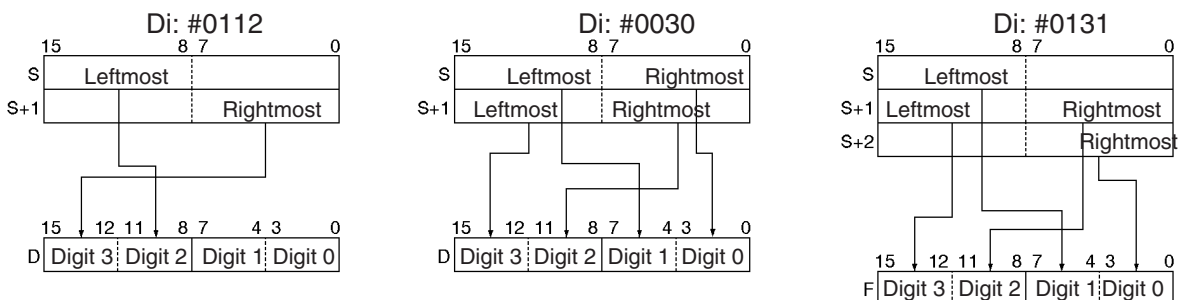 Di: #0112
15 8 7 0
S Leftmost
S+1 Rightmost
15 12 11 8 7 4 3 0
D Digit 3 Digit 2 Digit 1 Digit 0
Di: #0030
15 8 7 0
S Leftmost Rightmost
S+1 Leftmost Rightmost
15 12 11 8 7 4 3 0
D Digit 3 Digit 2 Digit 1 Digit 0
Di: #0131
15 8 7 0
S Leftmost
S+1 Leftmost Rightmost
S+2 Rightmost
15 12 11 8 7 4 3 0
F Digit 3 Digit 2 Digit 1 Digit 0